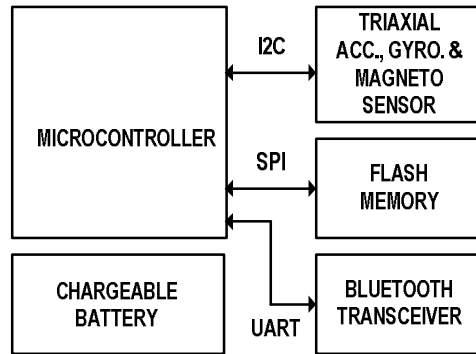 MICROCONTROLLER
I2C
TRIAXIAL
ACC., GYRO. &
MAGNETO
SENSOR
SPI
FLASH
MEMORY
CHARGEABLE
BATTERY
UART
BLUETOOTH
TRANSCEIVER